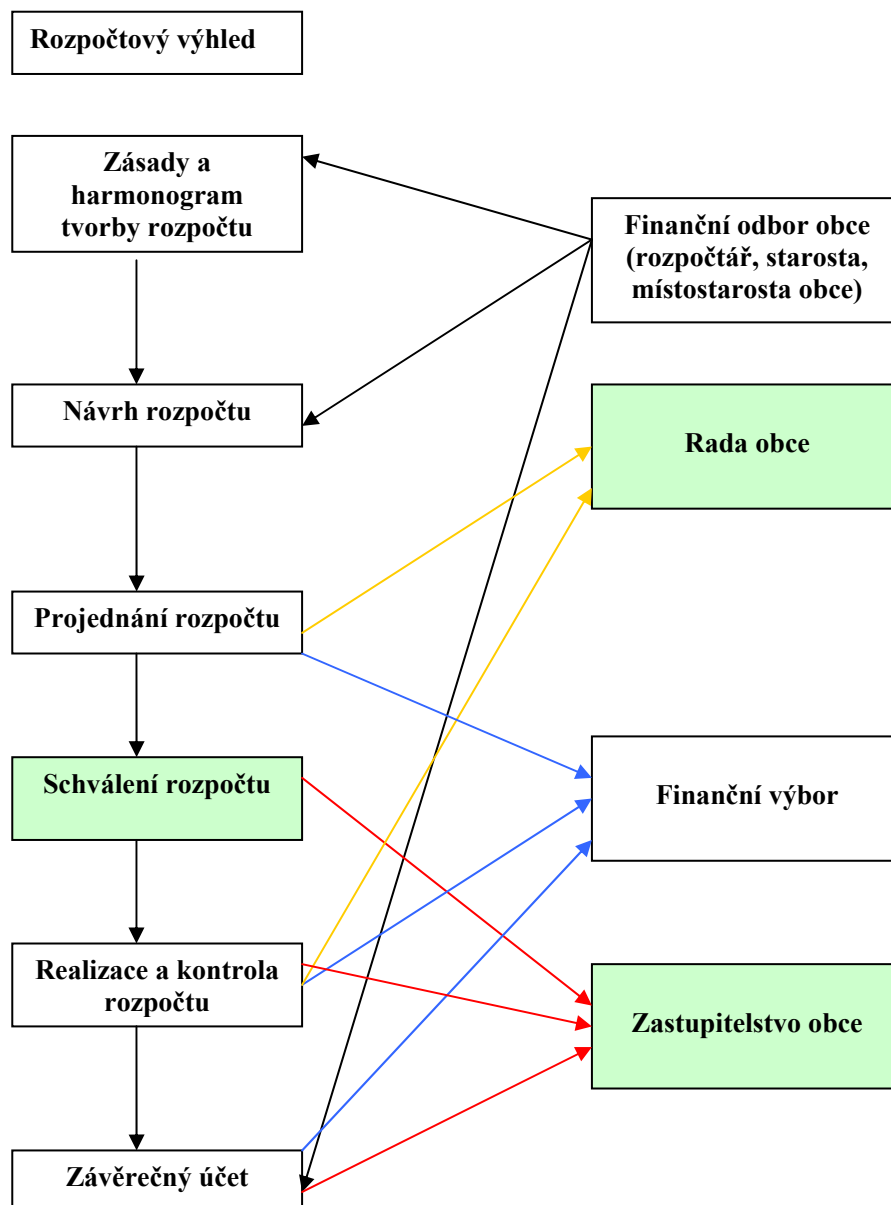 Rozpočtový výhled
Zásady a
harmonogram
tvorby rozpočtu
Finanční odbor obce
(rozpočtář, starosta,
místostarosta obce)
Návrh rozpočtu
Rada obce
Projednání rozpočtu
Schválení rozpočtu
Finanční výbor
Realizace a kontrola
rozpočtu
Zastupitelstvo obce
Závěrečný účet